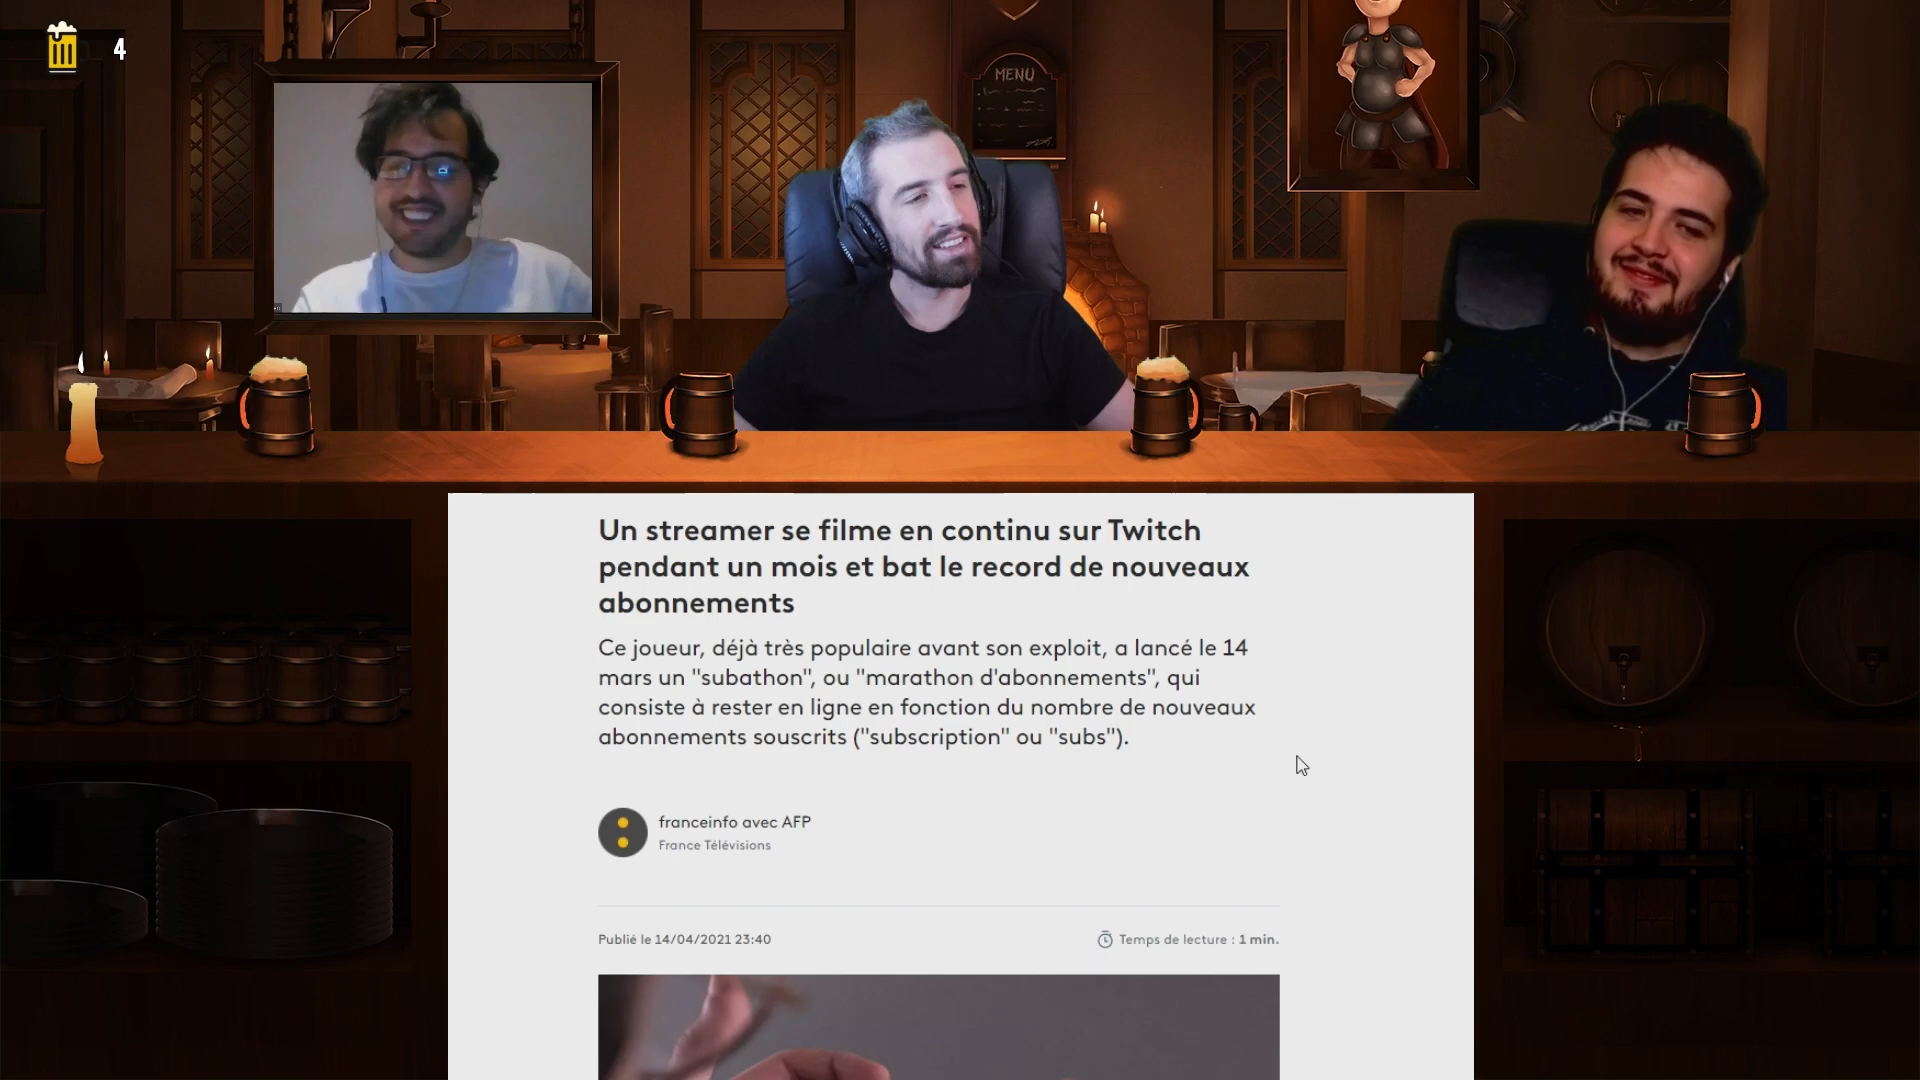 4
MENU
Un streamer se filme en continu sur Twitch
pendant un mois et bat le record de nouveaux
abonnements
Ce joueur, déjà très populaire avant son exploit, a lancé le 14
mars un "subathon", ou "marathon d'abonnements", qui
consiste à rester en ligne en fonction du nombre de nouveaux
abonnements souscrits ("subscription" ou "subs").
franceinfo avec AFP
France Télévisions
Publié le 14/04/2021 23:40
Temps de lecture : 1 min.